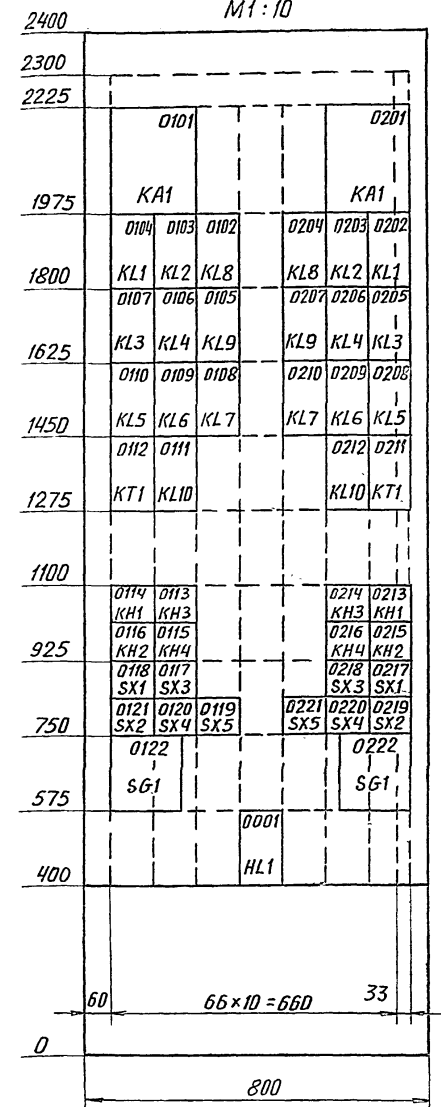 М1:10
2400
2300
2225
0101 0201
KA1 KA1
1975
0104 0103 0102 0204 0203 0202
KL1 KL2 KL8 KL8 KL2 KL1
1800
0107 0106 0105 0207 0206 0205
KL3 KL4 KL9 KL9 KL4 KL3
1625
0110 0109 0108 0210 0209 0208
KL5 KL6 KL7 KL7 KL6 KL5
1450
0112 0111 0212 0211
KT1 KL10 KL10 KT1
1275
1100
0114 0113 0214 0213
KH1 KH3 KH3 KH1
0116 0115 0216 0215
KH2 KH4 KH4 KH2
925
0118 0117 0218 0217
SX1 SX3 SX3 SX1
0121 0120 0119 0221 0220 0219
SX2 SX4 SX5 SX5 SX4 SX2
750
0122 0222
SG1 SG1
575
0001
HL1
400
60 66×10=660 33
0
800